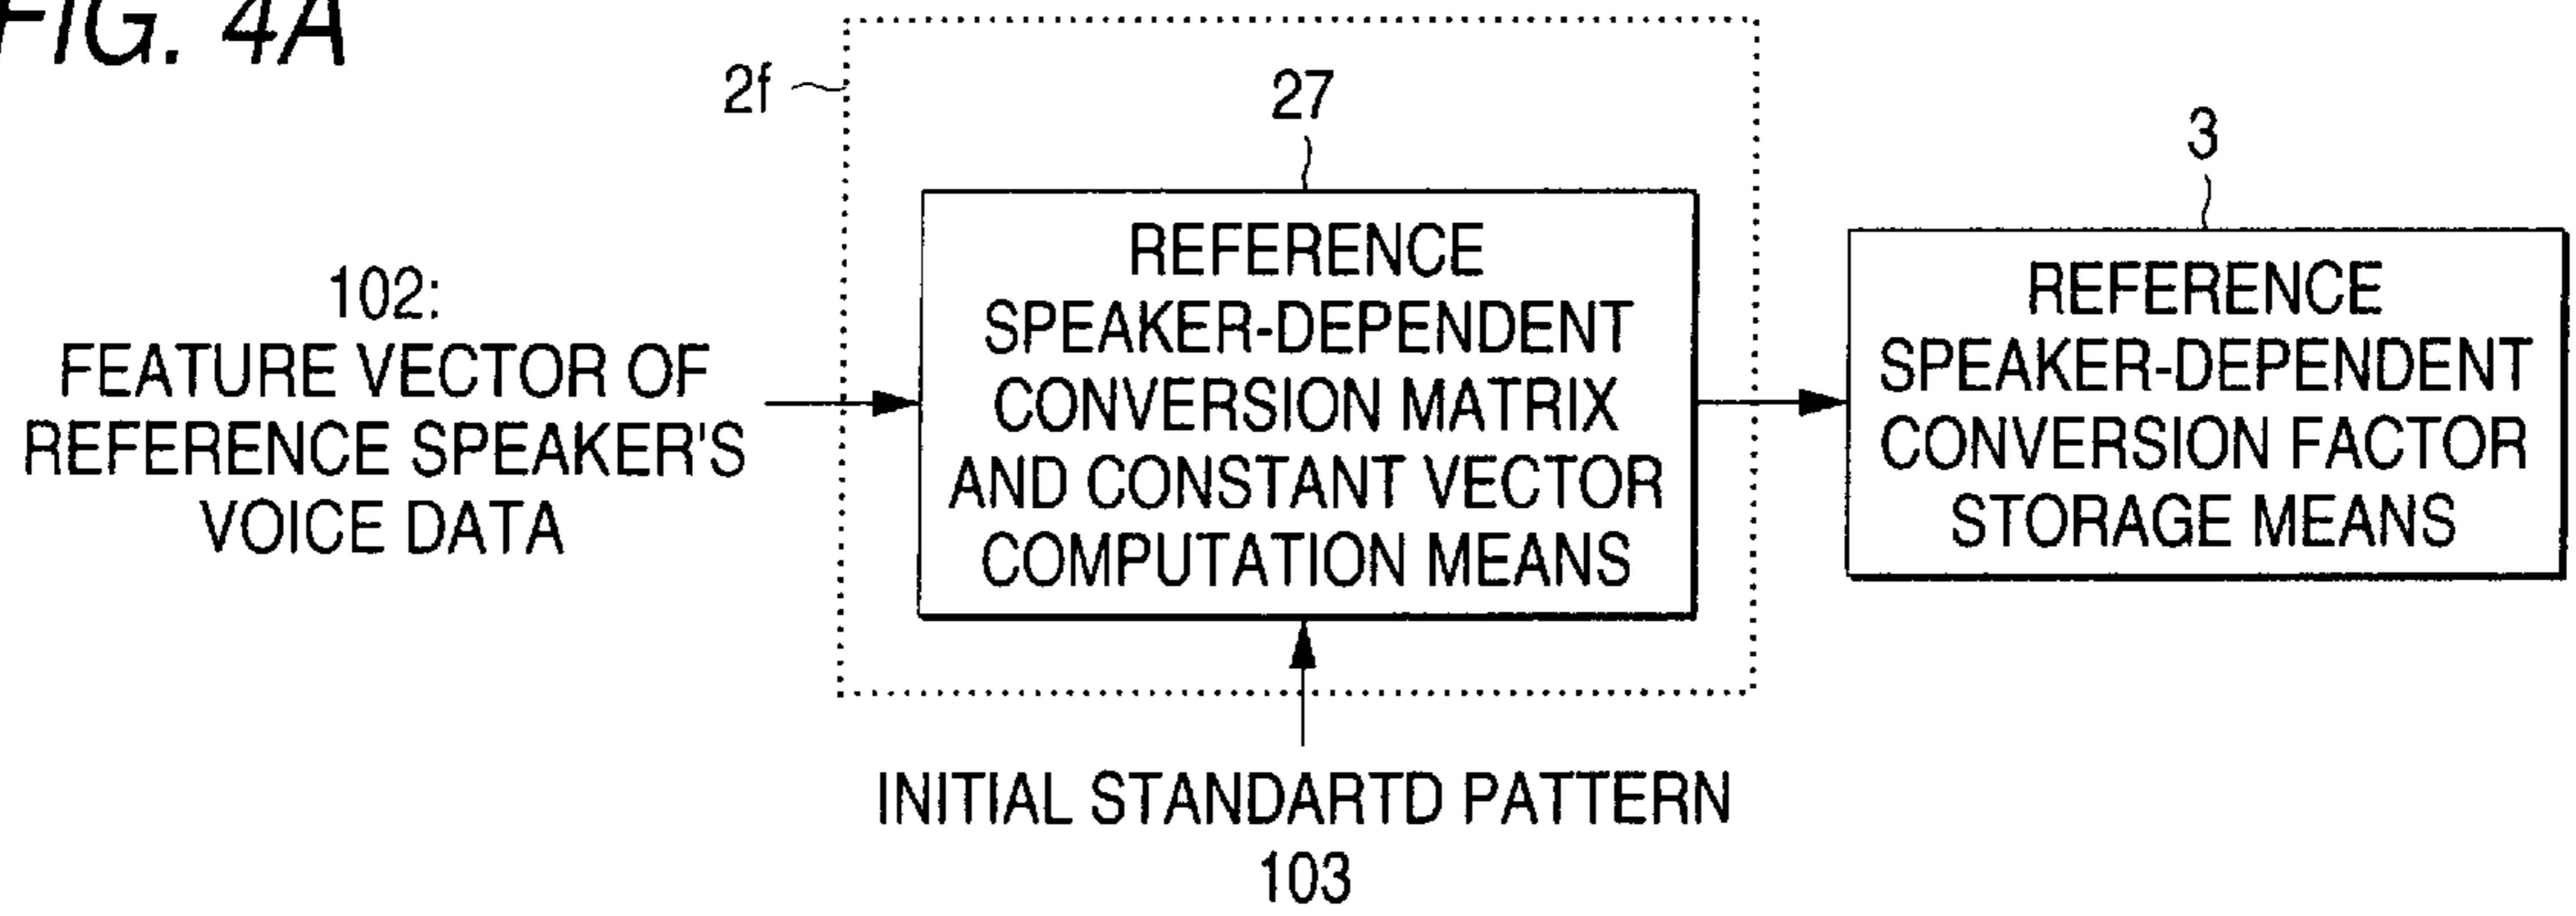 FIG. 4A
2f
27
3
102:
FEATURE VECTOR OF
REFERENCE SPEAKER'S
VOICE DATA
REFERENCE
SPEAKER-DEPENDENT
CONVERSION MATRIX
AND CONSTANT VECTOR
COMPUTATION MEANS
REFERENCE
SPEAKER-DEPENDENT
CONVERSION FACTOR
STORAGE MEANS
INITIAL STANDARTD PATTERN
103